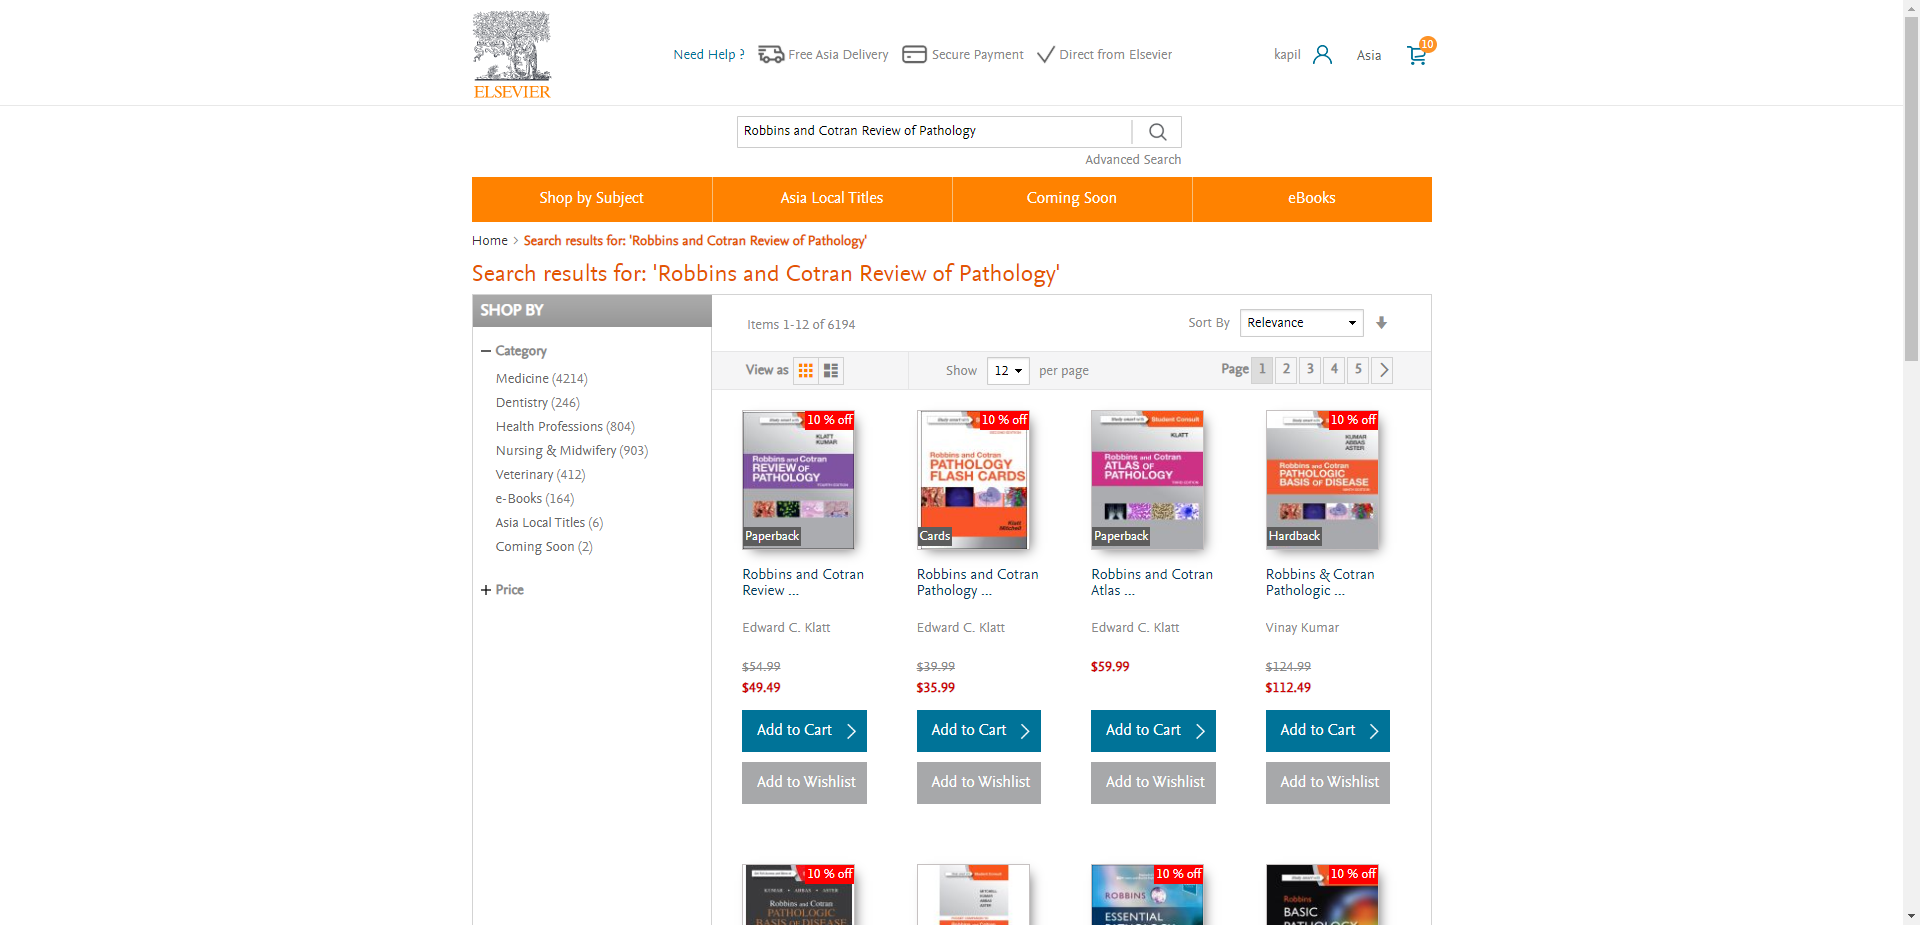 ELSEVIER
Need Help ? Free Asia Delivery Secure Payment Direct from Elsevier
kapil Asia 10
Robbins and Cotran Review of Pathology
Advanced Search
Shop by Subject Asia Local Titles Coming Soon eBooks
Home > Search results for: 'Robbins and Cotran Review of Pathology'
Search results for: 'Robbins and Cotran Review of Pathology'
SHOP BY
Category
Medicine (4214)
Dentistry (246)
Health Professions (804)
Nursing & Midwifery (903)
Veterinary (412)
e-Books (164)
Asia Local Titles (6)
Coming Soon (2)
Price
Items 1-12 of 6194
Sort By Relevance
View as Show 12 per page Page 1 2 3 4 5
10 % off
KLATT
KUMAR
Robbins and Cotran
REVIEW OF
PATHOLOGY
FOURTH EDITION
Paperback
Robbins and Cotran
Review ...
Edward C. Klatt
$54.99
$49.49
Add to Cart
Add to Wishlist
10 % off
Robbins and Cotran
PATHOLOGY
FLASH CARDS
Klatt
Mitchell
Cards
Robbins and Cotran
Pathology ...
Edward C. Klatt
$39.99
$35.99
Add to Cart
Add to Wishlist
Student Consult
KLATT
Robbins and Cotran
ATLAS OF
PATHOLOGY
Paperback
Robbins and Cotran
Atlas ...
Edward C. Klatt
$59.99
Add to Cart
Add to Wishlist
10 % off
KUMAR
ABBAS
ASTER
Robbins and Cotran
PATHOLOGIC
BASIS OF DISEASE
NINTH EDITION
Hardback
Robbins & Cotran
Pathologic ...
Vinay Kumar
$124.99
$112.49
Add to Cart
Add to Wishlist
10 % off
KUMAR • ABBAS • ASTER
Robbins and Cotran
PATHOLOGIC
BASIS OF DISEASE
Student Consult
MITCHELL
KUMAR
ABBAS
ASTER
10 % off
ROBBINS
ESSENTIAL
10 % off
Robbins
BASIC
PATHOLOGY